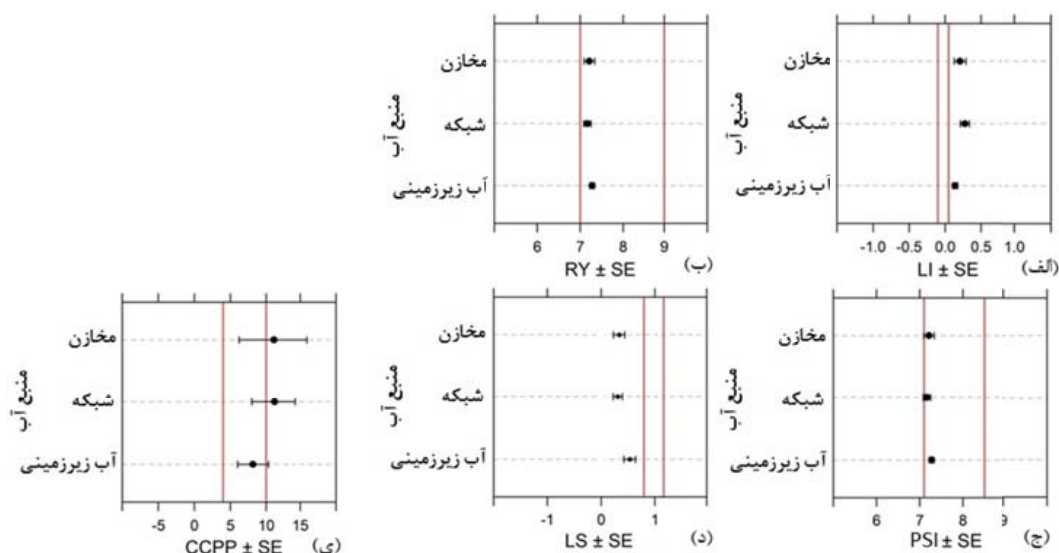 مخازن
شبکه
آب زیرزمینی
منبع آب
-1.0 -0.5 0.0 0.5 1.0
LI ± SE
(الف)
مخازن
شبکه
آب زیرزمینی
منبع آب
6 7 8 9
RY ± SE
(ب)
مخازن
شبکه
آب زیرزمینی
منبع آب
6 7 8 9
PSI ± SE
(ج)
مخازن
شبکه
آب زیرزمینی
منبع آب
-1 0 1
LS ± SE
(د)
مخازن
شبکه
آب زیرزمینی
منبع آب
-5 0 5 10 15
CCPP ± SE
(ی)